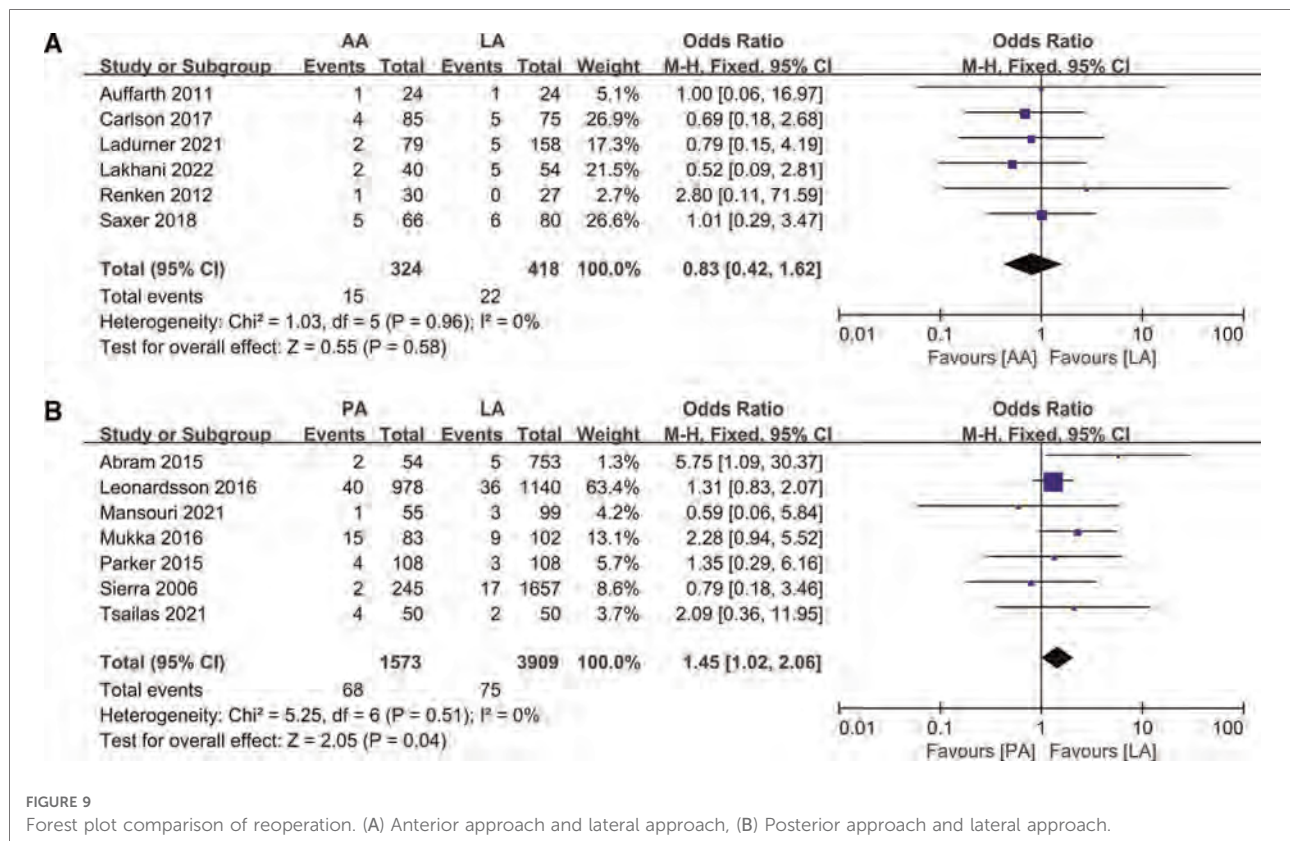 A
AA LA Odds Ratio Odds Ratio
Study or Subgroup Events Total Events Total Weight M-H, Fixed, 95% CI M-H, Fixed, 95% CI
Auffarth 2011 1 24 1 24 5.1% 1.00 [0.06, 16.97]
Carlson 2017 4 85 5 75 26.9% 0.69 [0.18, 2.68]
Ladurner 2021 2 79 5 158 17.3% 0.79 [0.15, 4.19]
Lakhani 2022 2 40 5 54 21.5% 0.52 [0.09, 2.81]
Renken 2012 1 30 0 27 2.7% 2.80 [0.11, 71.59]
Saxer 2018 5 66 6 80 26.6% 1.01 [0.29, 3.47]
Total (95% CI) 324 418 100.0% 0.83 [0.42, 1.62]
Total events 15 22
Heterogeneity: Chi² = 1.03, df = 5 (P = 0.96); I² = 0%
Test for overall effect: Z = 0.55 (P = 0.58)
0.01 0.1 1 10 100
Favours [AA] Favours [LA]
B
PA LA Odds Ratio Odds Ratio
Study or Subgroup Events Total Events Total Weight M-H, Fixed, 95% CI M-H, Fixed, 95% CI
Abram 2015 2 54 5 753 1.3% 5.75 [1.09, 30.37]
Leonardsson 2016 40 978 36 1140 63.4% 1.31 [0.83, 2.07]
Mansouri 2021 1 55 3 99 4.2% 0.59 [0.06, 5.84]
Mukka 2016 15 83 9 102 13.1% 2.28 [0.94, 5.52]
Parker 2015 4 108 3 108 5.7% 1.35 [0.29, 6.16]
Sierra 2006 2 245 17 1657 8.6% 0.79 [0.18, 3.46]
Tsailas 2021 4 50 2 50 3.7% 2.09 [0.36, 11.95]
Total (95% CI) 1573 3909 100.0% 1.45 [1.02, 2.06]
Total events 68 75
Heterogeneity: Chi² = 5.25, df = 6 (P = 0.51); I² = 0%
Test for overall effect: Z = 2.05 (P = 0.04)
0.01 0.1 1 10 100
Favours [PA] Favours [LA]
FIGURE 9
Forest plot comparison of reoperation. (A) Anterior approach and lateral approach, (B) Posterior approach and lateral approach.